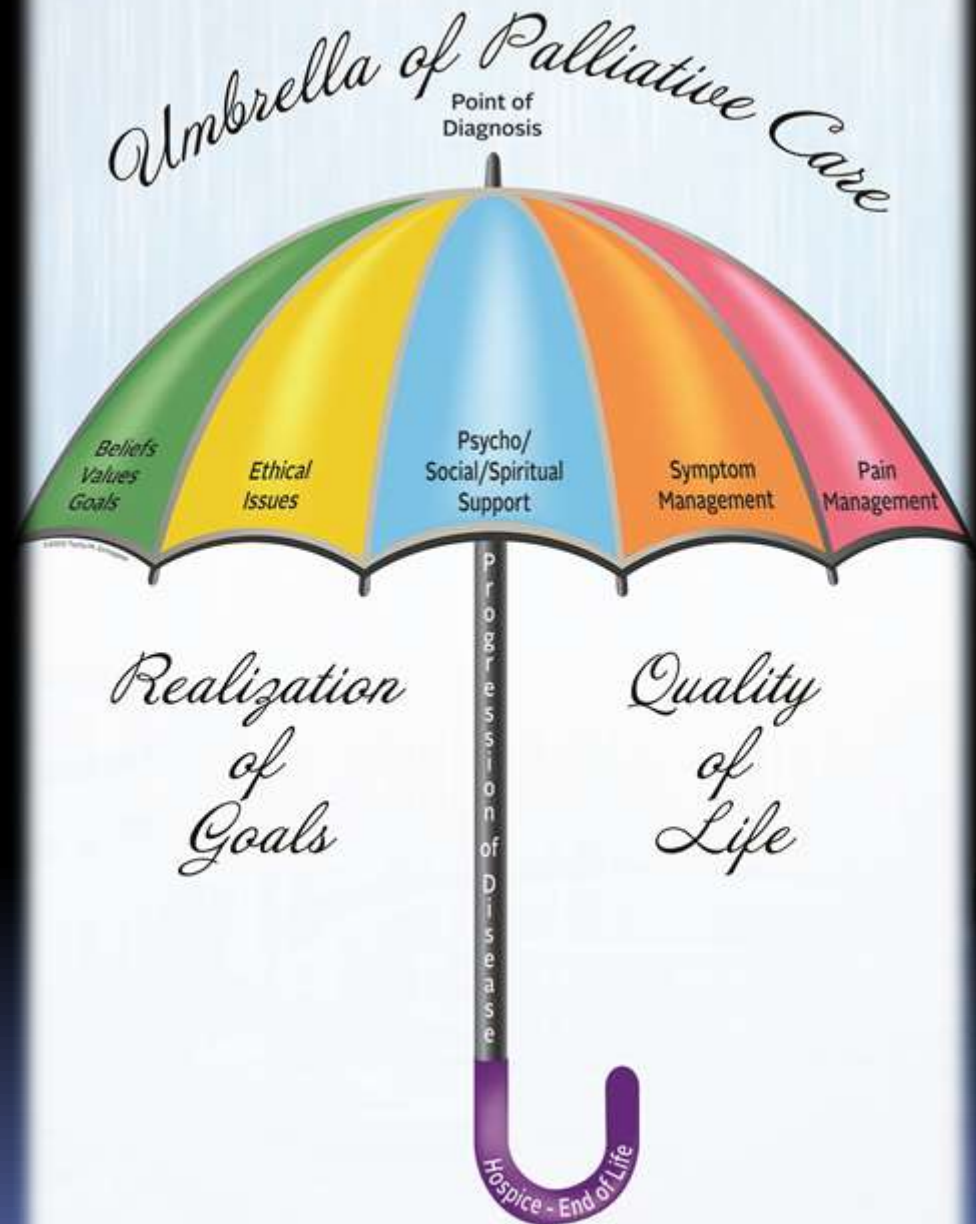 Umbrella of Palliative Care
Point of
Diagnosis
Beliefs
Values
Goals
Ethical
Issues
Psycho/
Social/Spiritual
Support
Symptom
Management
Pain
Management
Progression of Disease
Realization
of
Goals
Quality
of
Life
Hospice - End of Life